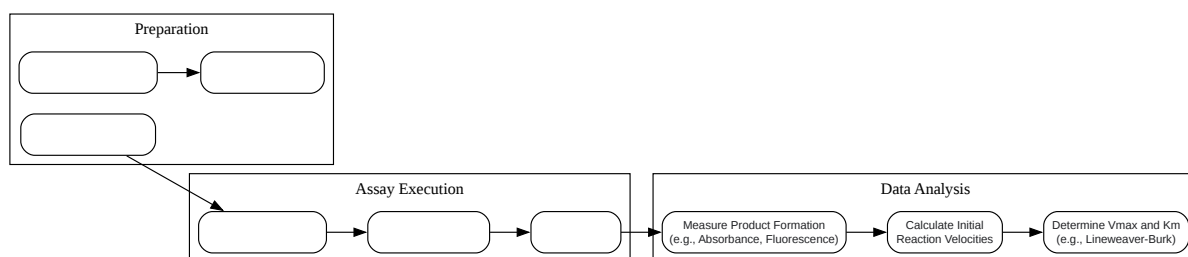 Preparation
Assay Execution
Data Analysis
Measure Product Formation
(e.g., Absorbance, Fluorescence)
Calculate Initial
Reaction Velocities
Determine Vmax and Km
(e.g., Lineweaver-Burk)